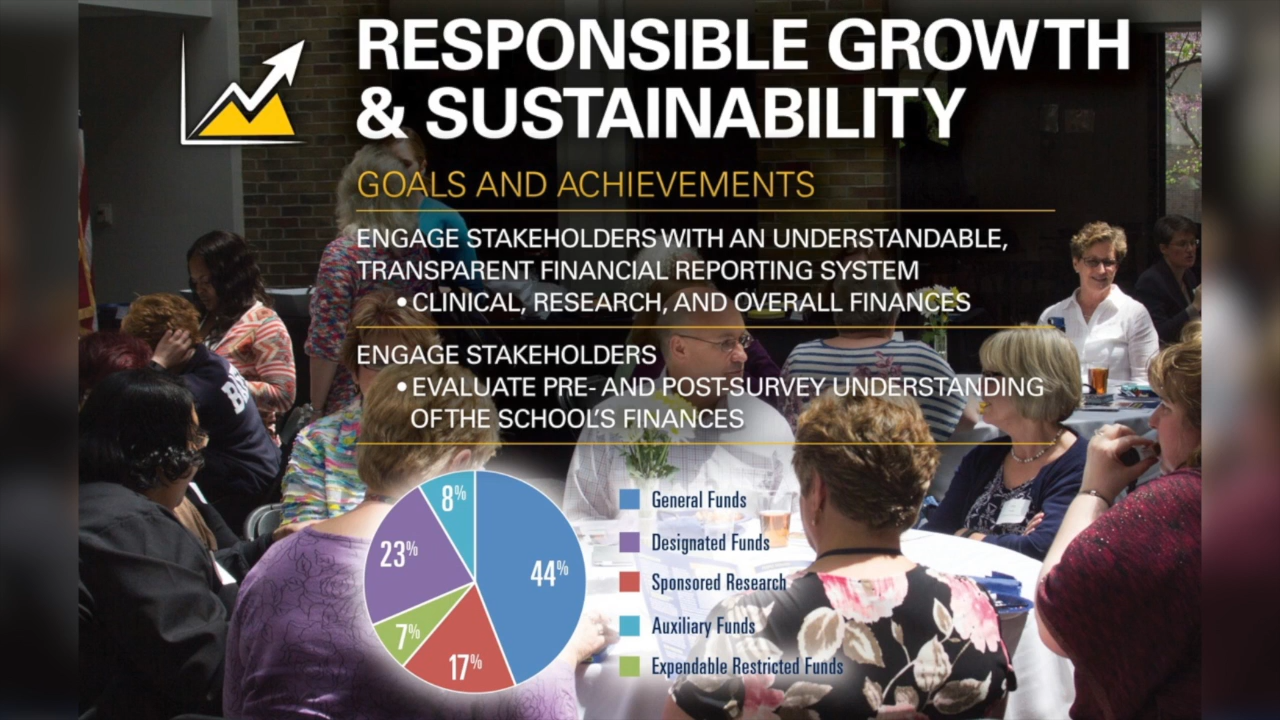 RESPONSIBLE GROWTH
& SUSTAINABILITY
GOALS AND ACHIEVEMENTS
ENGAGE STAKEHOLDERS WITH AN UNDERSTANDABLE,
TRANSPARENT FINANCIAL REPORTING SYSTEM
• CLINICAL, RESEARCH, AND OVERALL FINANCES
ENGAGE STAKEHOLDERS
• EVALUATE PRE- AND POST-SURVEY UNDERSTANDING
OF THE SCHOOL'S FINANCES
8%
23%
44%
7%
17%
General Funds
Designated Funds
Sponsored Research
Auxiliary Funds
Expendable Restricted Funds